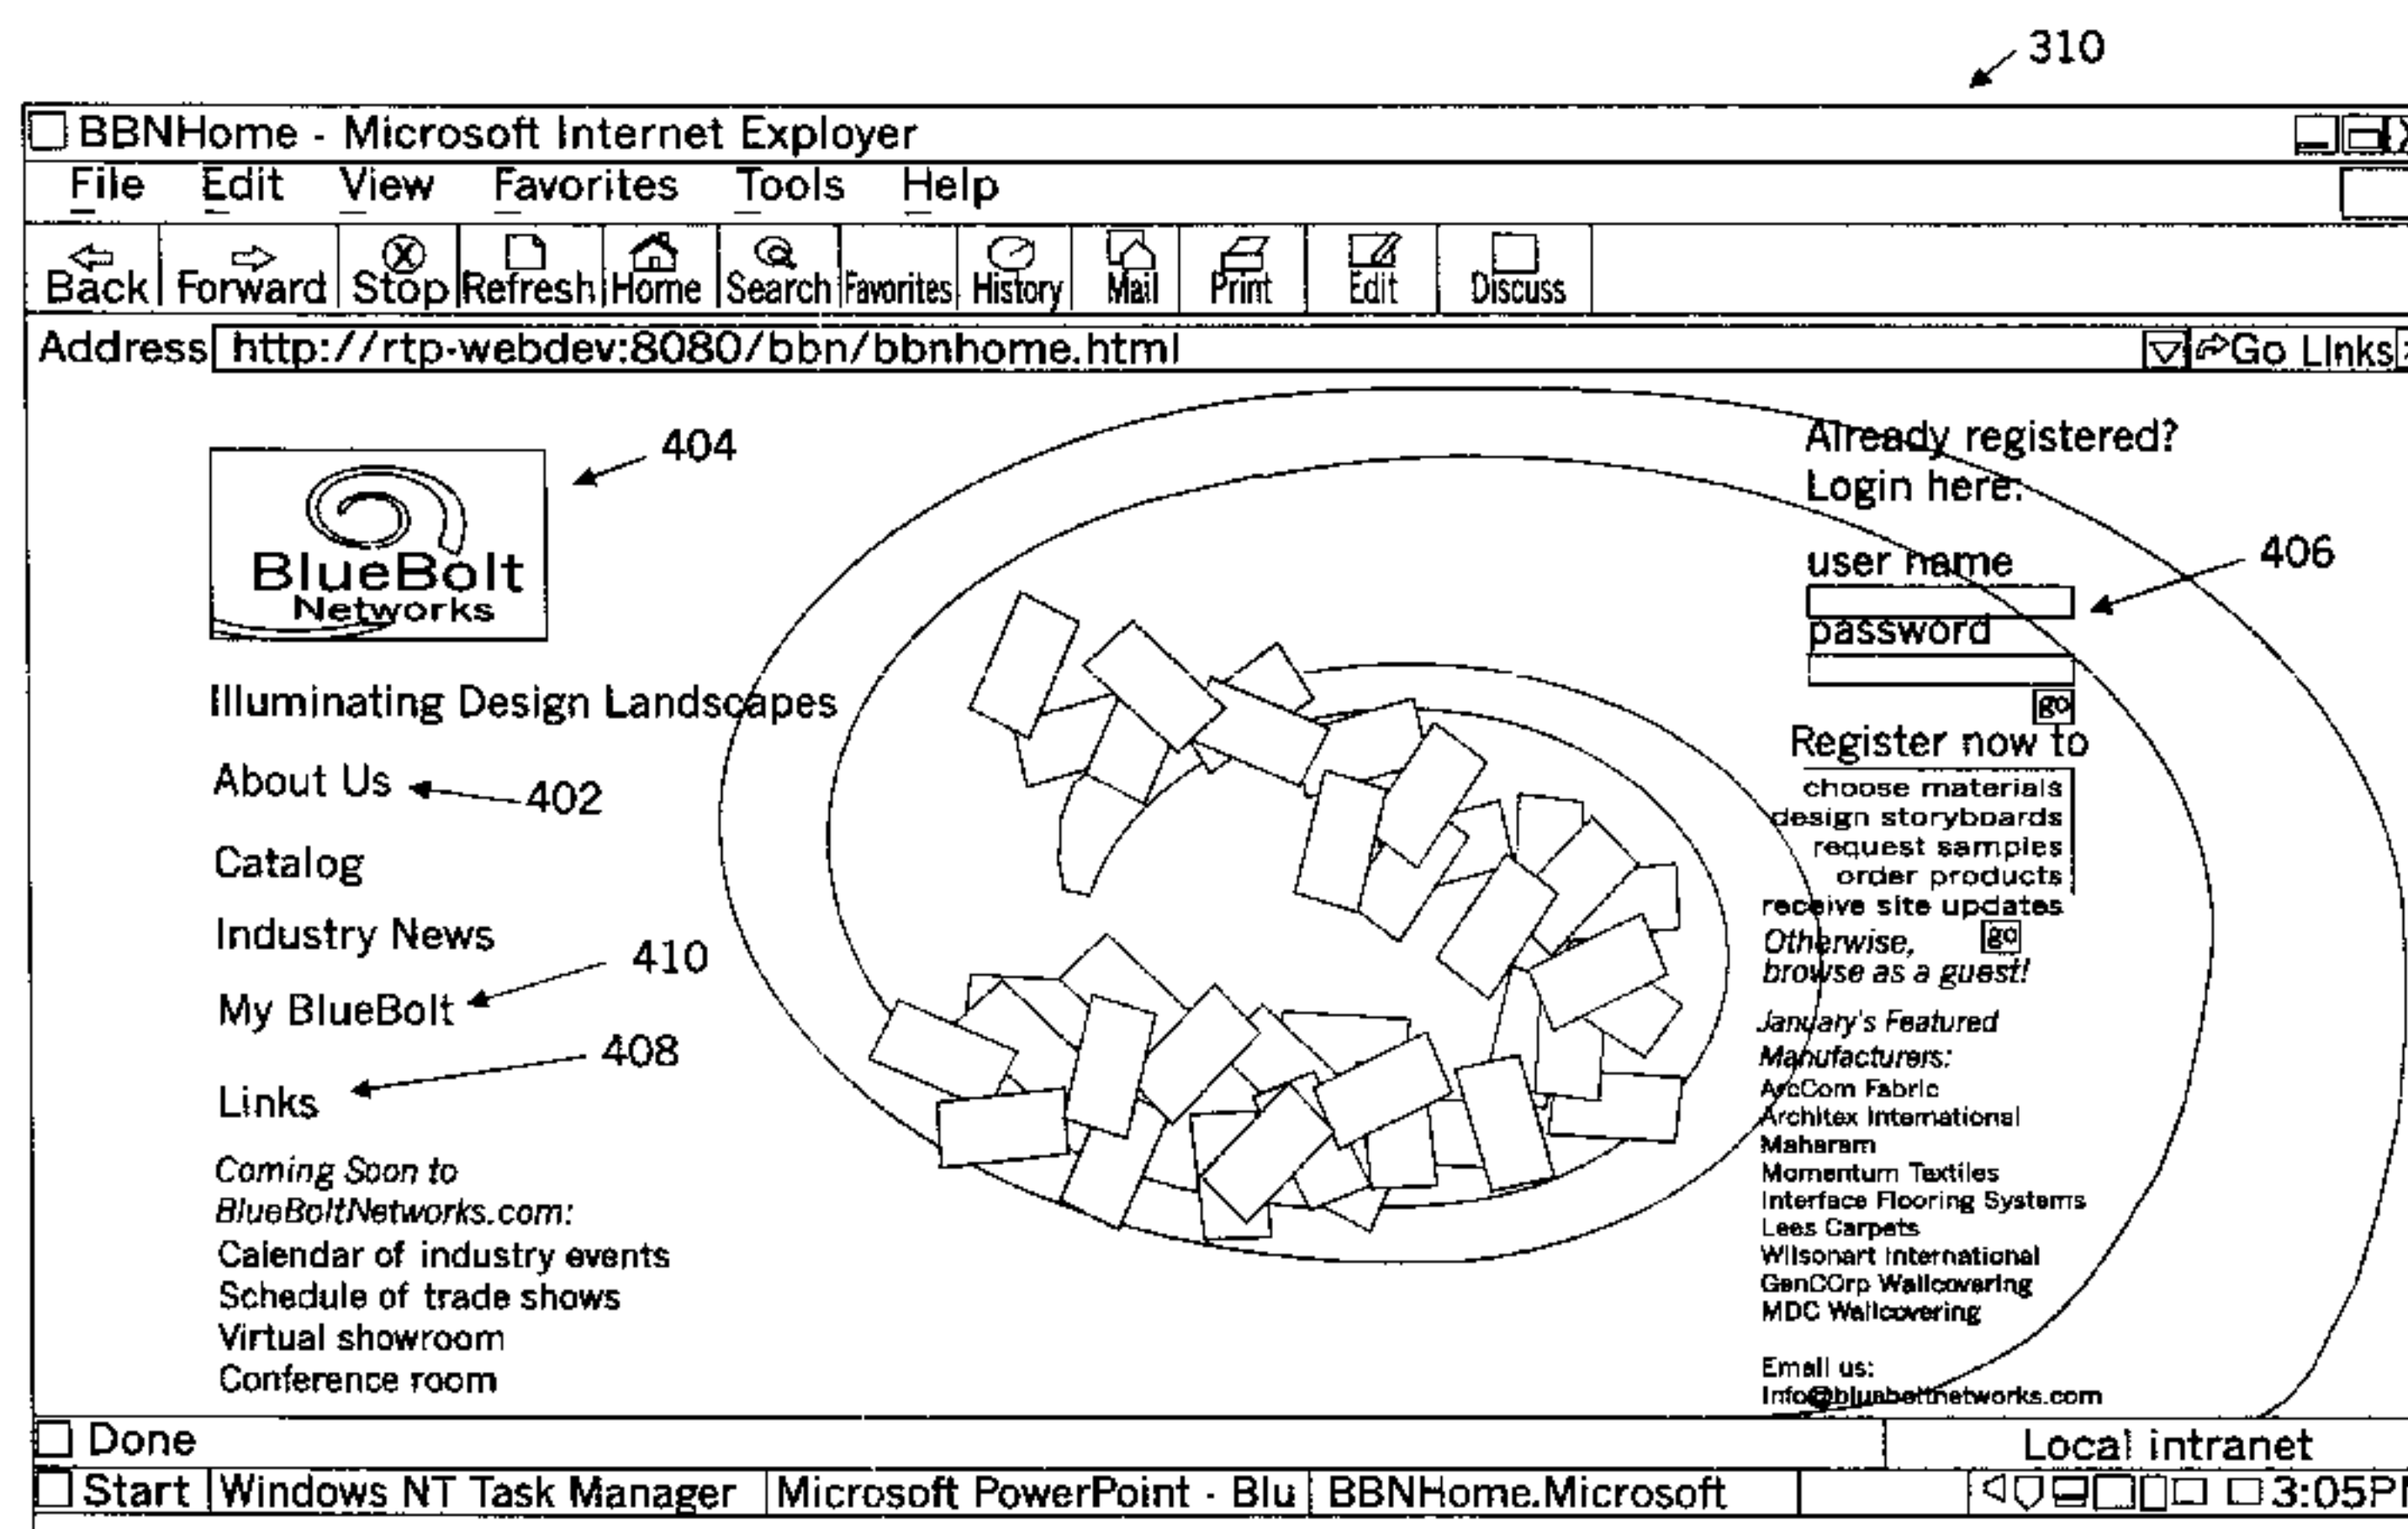 310
BBNHome - Microsoft Internet Exployer
File Edit View Favorites Tools Help
Back Forward Stop Refresh Home Search Favorites History Mail Print Edit Discuss
Address http://rtp-webdev:8080/bbn/bbnhome.html Go LInks
404
BlueBolt
Networks
Illuminating Design Landscapes
About Us
402
Catalog
Industry News
410
My BlueBolt
408
Links
Coming Soon to
BlueBoltNetworks.com:
Calendar of industry events
Schedule of trade shows
Virtual showroom
Conference room
Already registered?
Login here:
user name
406
password
go
Register now to
choose materials
design storyboards
request samples
order products
receive site updates
Otherwise, go
browse as a guest!
January's Featured
Manufacturers:
ArcCom Fabric
Architex International
Maharam
Momentum Textiles
Interface Flooring Systems
Lees Carpets
Wilsonart International
GenCOrp Wallcovering
MDC Wallcovering
Email us:
Info@blueboltnetworks.com
Done Local intranet
Start Windows NT Task Manager Microsoft PowerPoint - Blu BBNHome.Microsoft 3:05PM